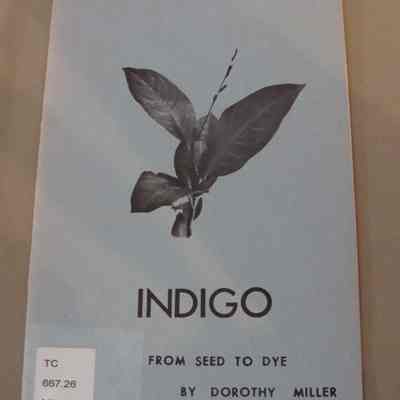 INDIGO
FROM SEED TO DYE
BY DOROTHY MILLER
TC
667.26